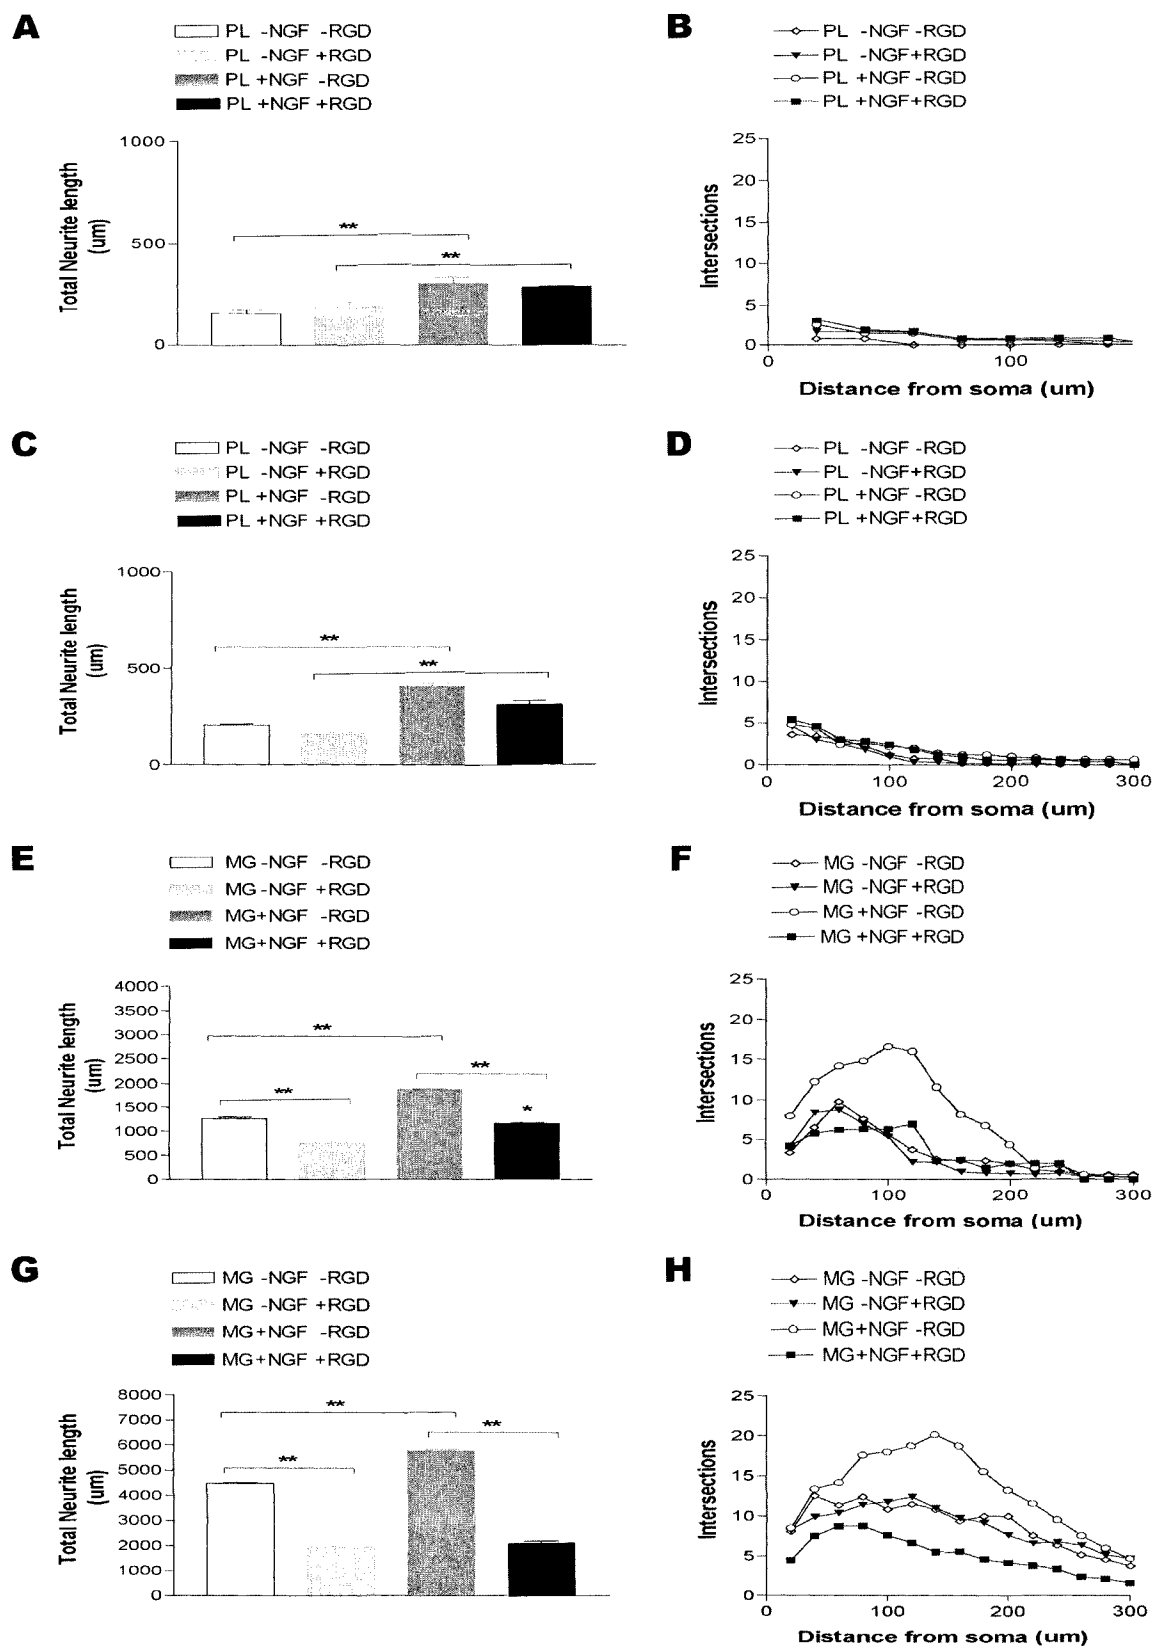 A
PL -NGF -RGD
PL -NGF +RGD
PL +NGF -RGD
PL +NGF +RGD
1000
500
0
Total Neurite length
(um)
**
**
B
PL -NGF -RGD
PL -NGF+RGD
PL +NGF -RGD
PL +NGF+RGD
25
20
15
10
5
0
Intersections
0
100
Distance from soma (um)
C
PL -NGF -RGD
PL -NGF +RGD
PL +NGF -RGD
PL +NGF +RGD
1000
500
0
Total Neurite length
(um)
**
**
D
PL -NGF -RGD
PL -NGF+RGD
PL +NGF -RGD
PL +NGF+RGD
25
20
15
10
5
0
Intersections
0
100
200
300
Distance from soma (um)
E
MG -NGF -RGD
MG -NGF +RGD
MG+NGF -RGD
MG+NGF +RGD
4000
3500
3000
2500
2000
1500
1000
500
0
Total Neurite length
(um)
**
**
**
*
F
MG -NGF -RGD
MG -NGF+RGD
MG +NGF -RGD
MG +NGF+RGD
25
20
15
10
5
0
Intersections
0
100
200
300
Distance from soma (um)
G
MG -NGF -RGD
MG -NGF +RGD
MG+NGF -RGD
MG+NGF +RGD
8000
7000
6000
5000
4000
3000
2000
1000
0
Total Neurite length
(um)
**
**
**
H
MG -NGF -RGD
MG -NGF+RGD
MG+NGF -RGD
MG+NGF+RGD
25
20
15
10
5
0
Intersections
0
100
200
300
Distance from soma (um)